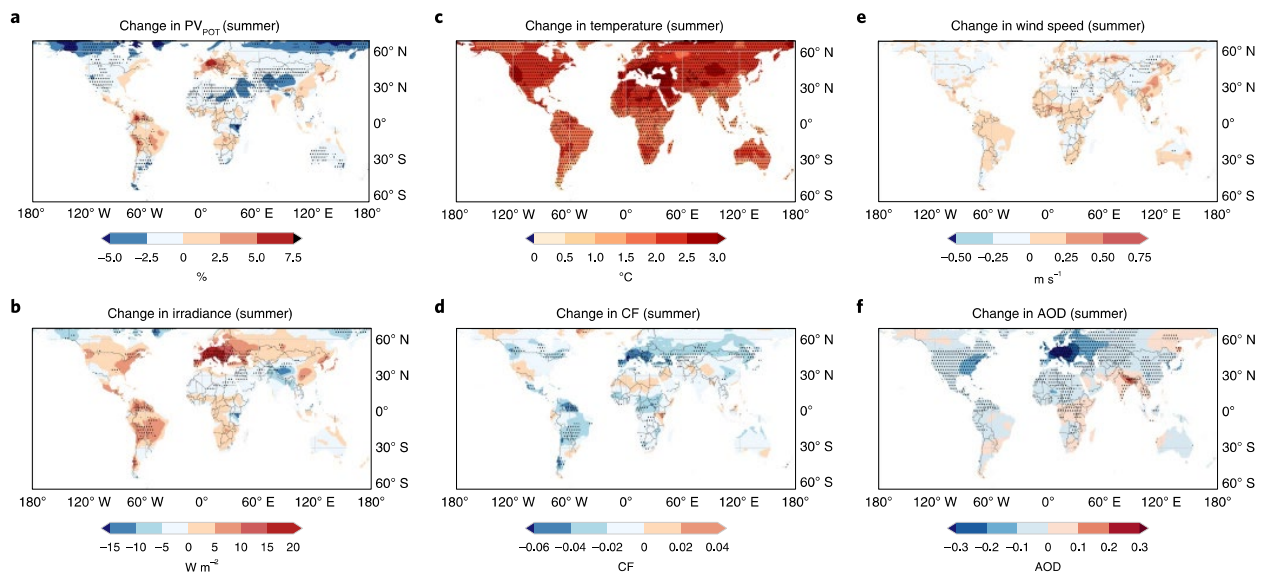 a
Change in PVPOT (summer)
60° N
30° N
0°
30° S
60° S
180° 120° W 60° W 0° 60° E 120° E 180°
−5.0 −2.5 0 2.5 5.0 7.5
%
c
Change in temperature (summer)
60° N
30° N
0°
30° S
60° S
180° 120° W 60° W 0° 60° E 120° E 180°
0 0.5 1.0 1.5 2.0 2.5 3.0
°C
e
Change in wind speed (summer)
60° N
30° N
0°
30° S
60° S
180° 120° W 60° W 0° 60° E 120° E 180°
−0.50 −0.25 0 0.25 0.50 0.75
m s−1
b
Change in irradiance (summer)
60° N
30° N
0°
30° S
60° S
180° 120° W 60° W 0° 60° E 120° E 180°
−15 −10 −5 0 5 10 15 20
W m−2
d
Change in CF (summer)
60° N
30° N
0°
30° S
60° S
180° 120° W 60° W 0° 60° E 120° E 180°
−0.06 −0.04 −0.02 0 0.02 0.04
CF
f
Change in AOD (summer)
60° N
30° N
0°
30° S
60° S
180° 120° W 60° W 0° 60° E 120° E 180°
−0.3 −0.2 −0.1 0 0.1 0.2 0.3
AOD